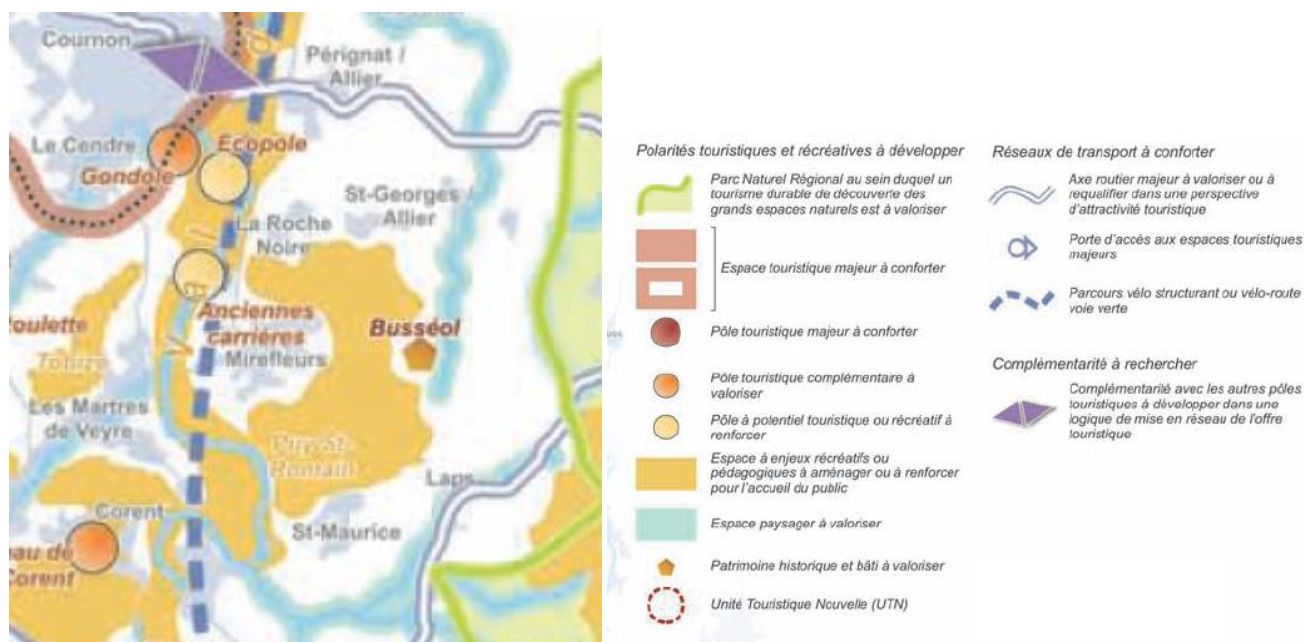 Cournon
Pérignat /
Allier
Le Cendre
Ecopole
Gondole
St-Georges /
Allier
La Roche
Noire
Anciennes
carrières
Busséol
Mirefleurs
Les Martres
de Veyre
Puy St-
Romain
Laps
Corent
St-Maurice
eau de
Corent
Polarités touristiques et récréatives à développer
Parc Naturel Régional au sein duquel un
tourisme durable de découverte des
grands espaces naturels est à valoriser
Espace touristique majeur à conforter
Pôle touristique majeur à conforter
Pôle touristique complémentaire à
valoriser
Pôle à potentiel touristique ou récréatif à
renforcer
Espace à enjeux récréatifs ou
pédagogiques à aménager ou à renforcer
pour l'accueil du public
Espace paysager à valoriser
Patrimoine historique et bâti à valoriser
Unité Touristique Nouvelle (UTN)
Réseaux de transport à conforter
Axe routier majeur à valoriser ou à
requalifier dans une perspective
d'attractivité touristique
Porte d'accès aux espaces touristiques
majeurs
Parcours vélo structurant ou vélo-route
voie verte
Complémentarité à rechercher
Complémentarité avec les autres pôles
touristiques à développer dans une
logique de mise en réseau de l'offre
touristique